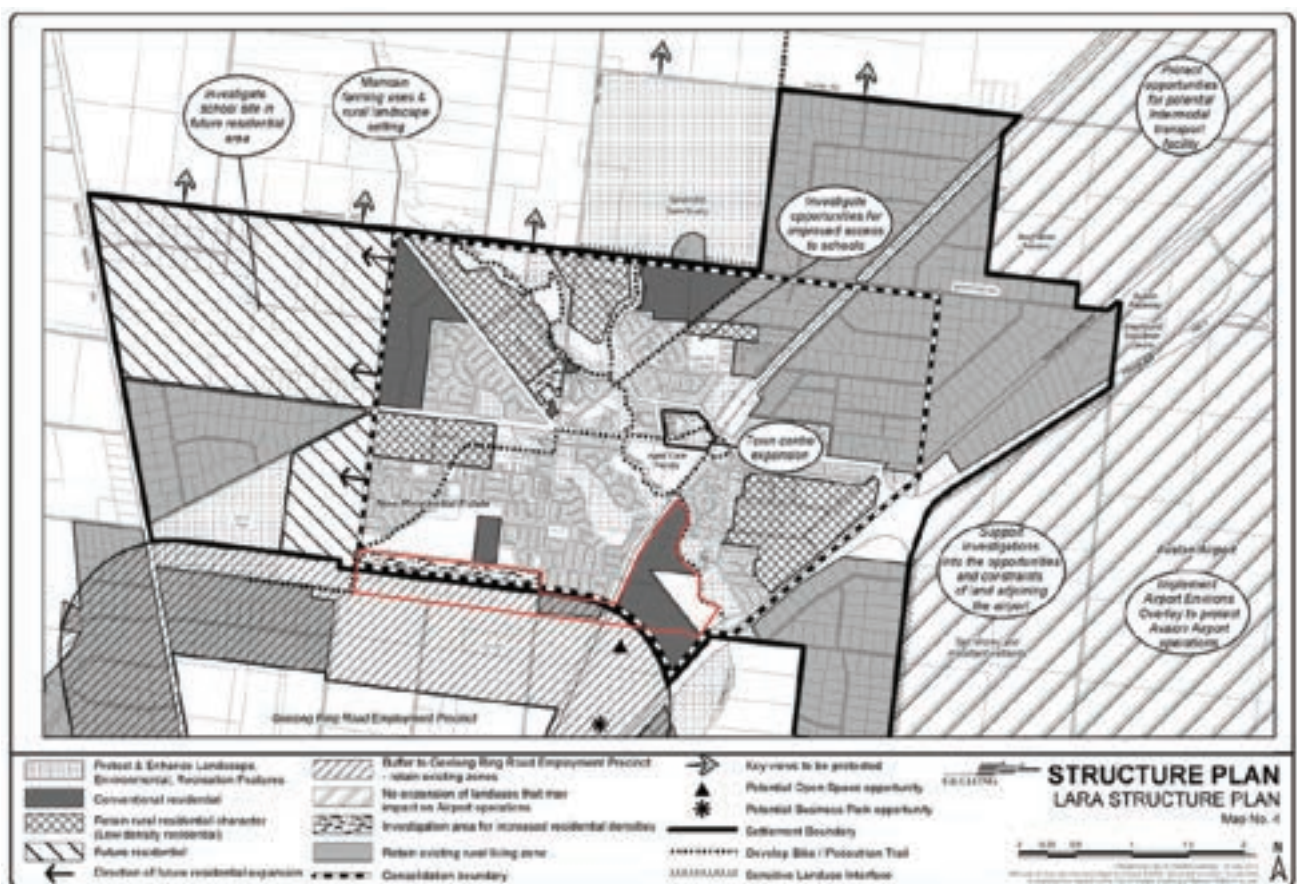 Investigate
school site in
future residential
area
Maintain
farming uses &
rural landscape
setting
Protect
opportunities
for potential
Intermodal
transport
facility
Investigate
opportunities for
improved access
to schools
Town centre
expansion
Support
investigations
into the opportunities
and constraints
of land adjoining
the airport
Avalon Airport
Implement
Airport Environs
Overlay to protect
Avalon Airport
operations
Geelong Ring Road Employment Precinct
Protect & Enhance Landscape,
Environmental, Recreation Features
Conventional residential
Retain rural residential character
(Low density residential)
Future residential
Direction of future residential expansion
Buffer to Geelong Ring Road Employment Precinct
- retain existing zones
No expansion of landuses that may
impact on Airport operations
Investigation area for increased residential densities
Retain existing rural living zone
Consolidation boundary
Key views to be protected
Potential Open Space opportunity
Potential Business Park opportunity
Settlement Boundary
Develop Bike / Pedestrian Trail
Sensitive Landuse Interface
GEELONG
STRUCTURE PLAN
LARA STRUCTURE PLAN
Map No. 4
N